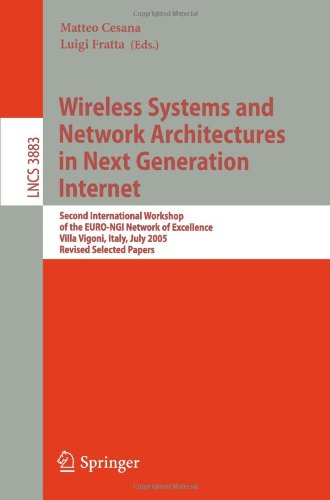 Matteo Cesana
Luigi Fratta (Eds.)
LNCS 3883
Wireless Systems and
Network Architectures
in Next Generation
Internet
Second International Workshop
of the EURO-NGI Network of Excellence
Villa Vigoni, Italy, July 2005
Revised Selected Papers
Springer